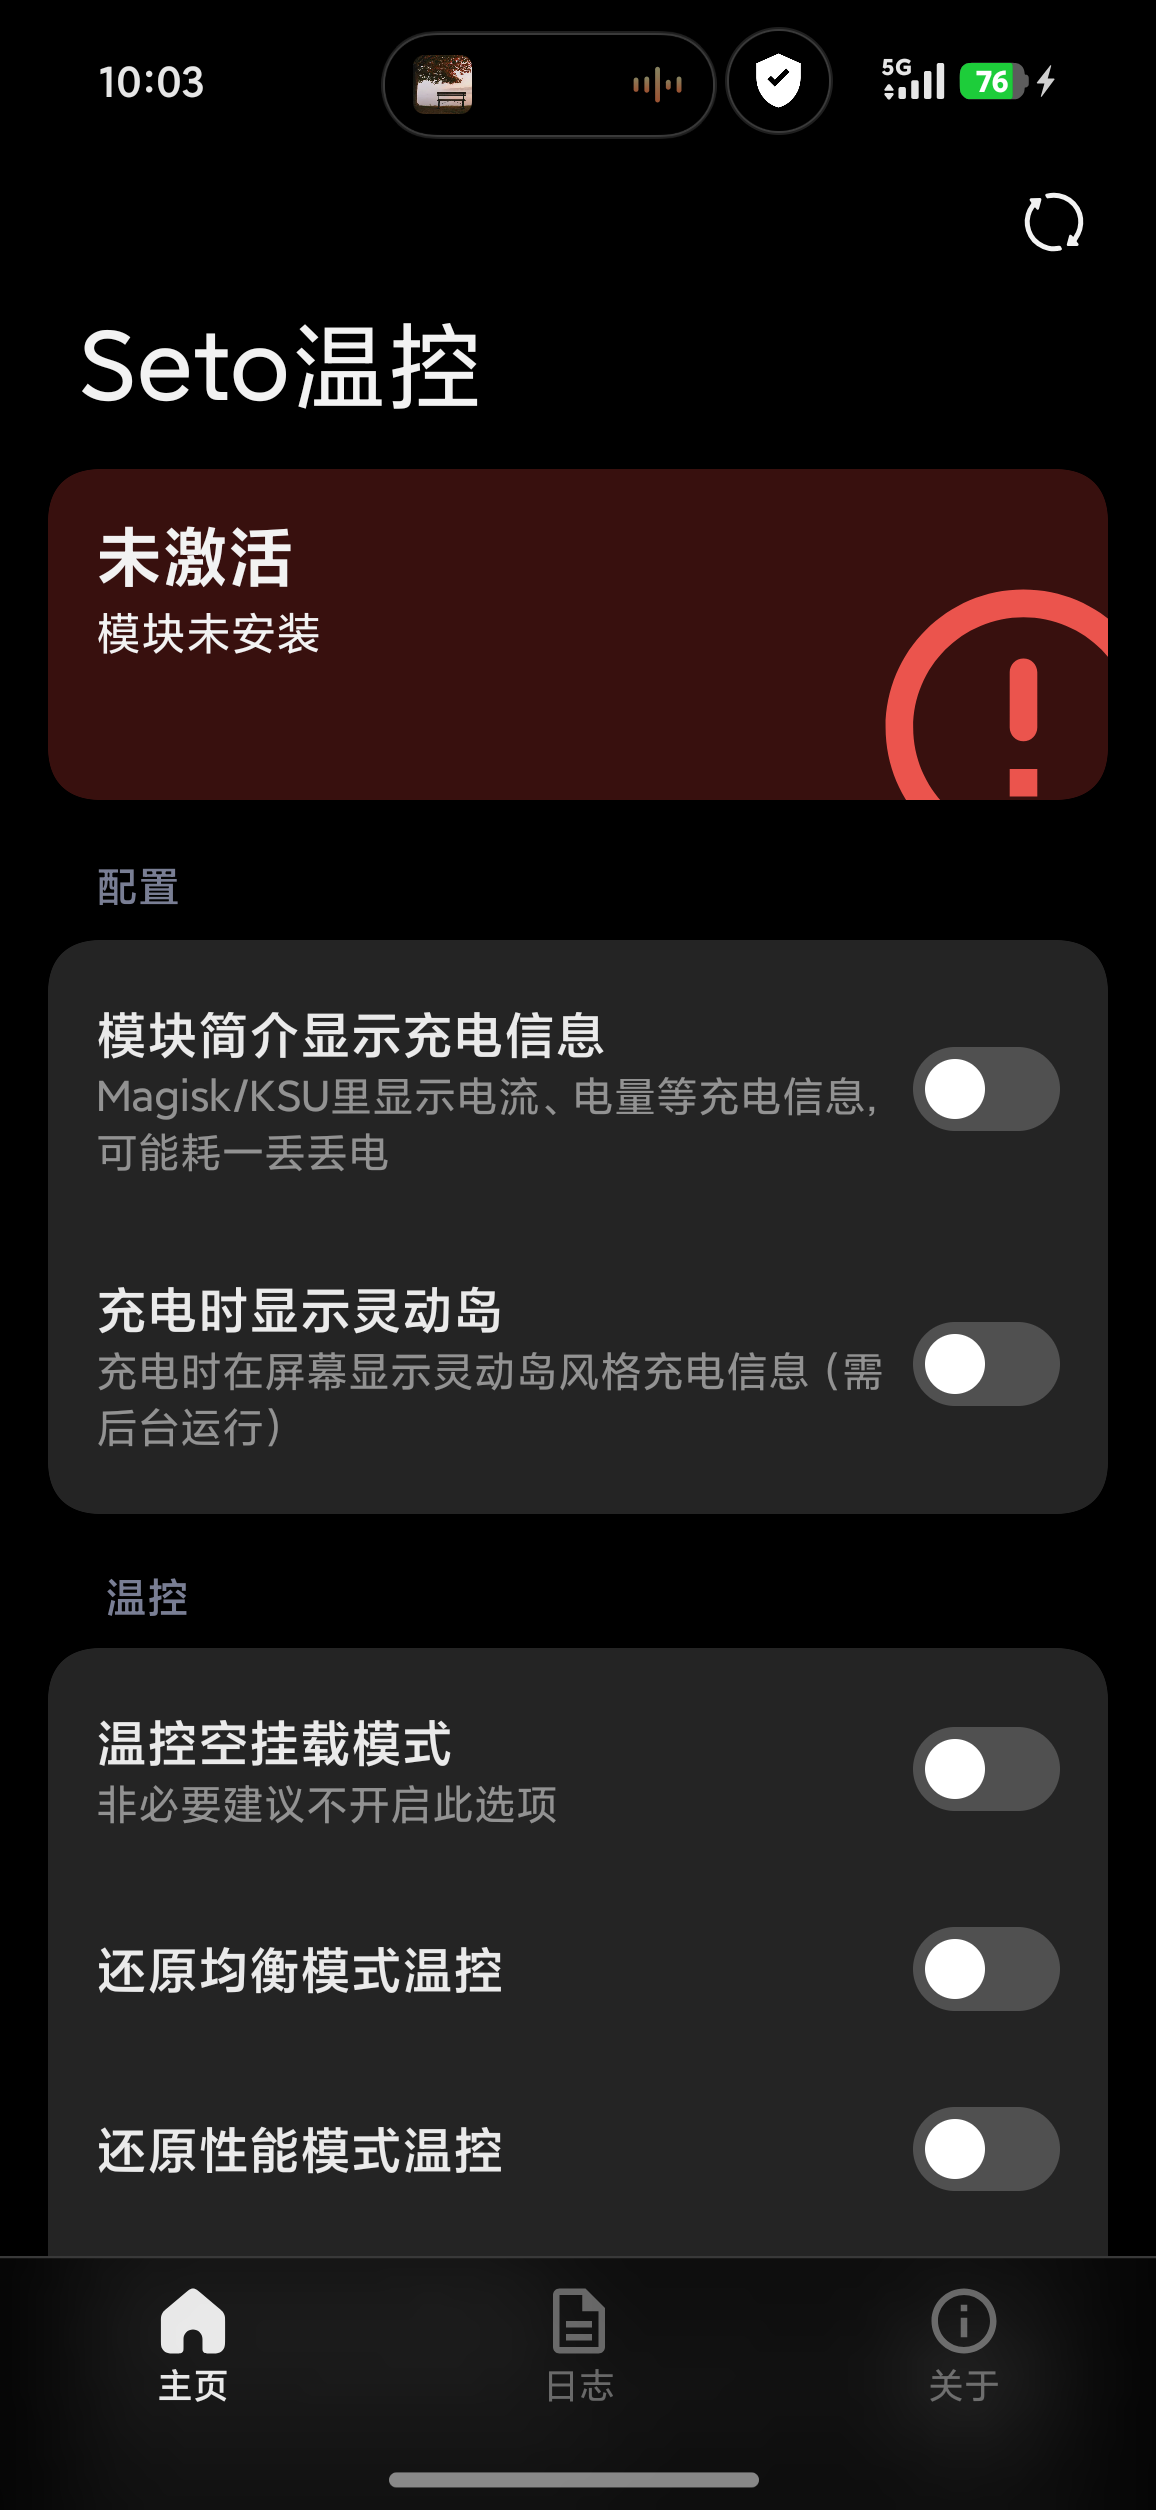 10:03
5G
76
Seto温控
未激活
模块未安装
配置
模块简介显示充电信息
Magisk/KSU里显示电流、电量等充电信息,
可能耗一丢丢电
充电时显示灵动岛
充电时在屏幕显示灵动岛风格充电信息（需
后台运行）
温控
温控空挂载模式
非必要建议不开启此选项
还原均衡模式温控
还原性能模式温控
主页
日志
关于